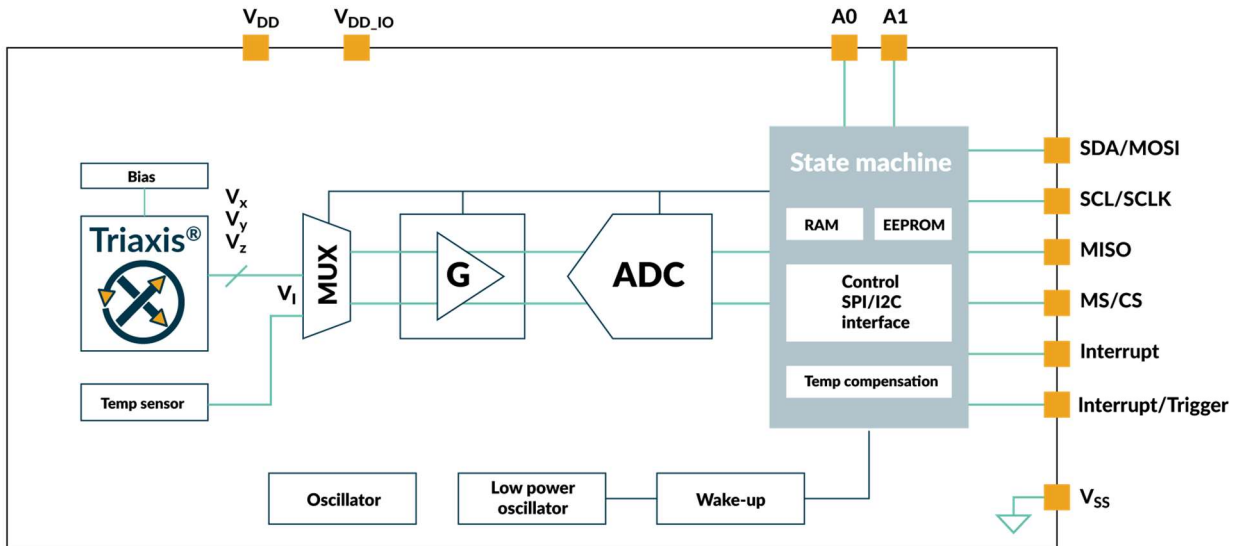 VDD
VDD_IO
A0
A1
State machine
SDA/MOSI
Bias
Vx
Vy
Vz
SCL/SCLK
RAM
EEPROM
Triaxis®
MISO
MUX
G
ADC
VI
Control
SPI/I2C
interface
MS/CS
Interrupt
Temp compensation
Temp sensor
Interrupt/Trigger
Oscillator
Low power
oscillator
Wake-up
VSS